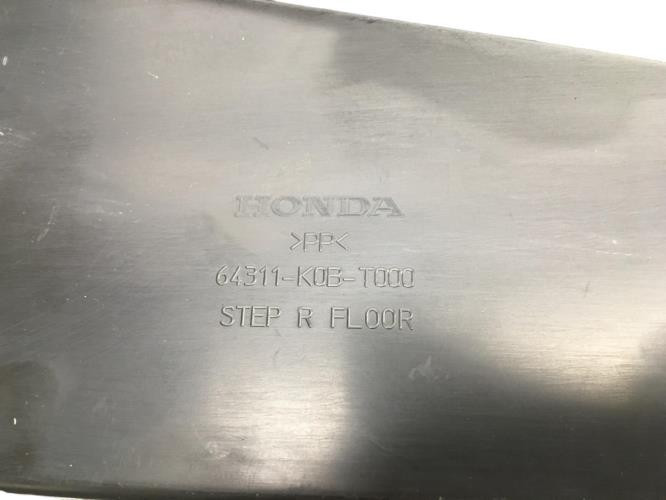 HONDA
>PP<
64311-K0B-T000
STEP R FLOOR